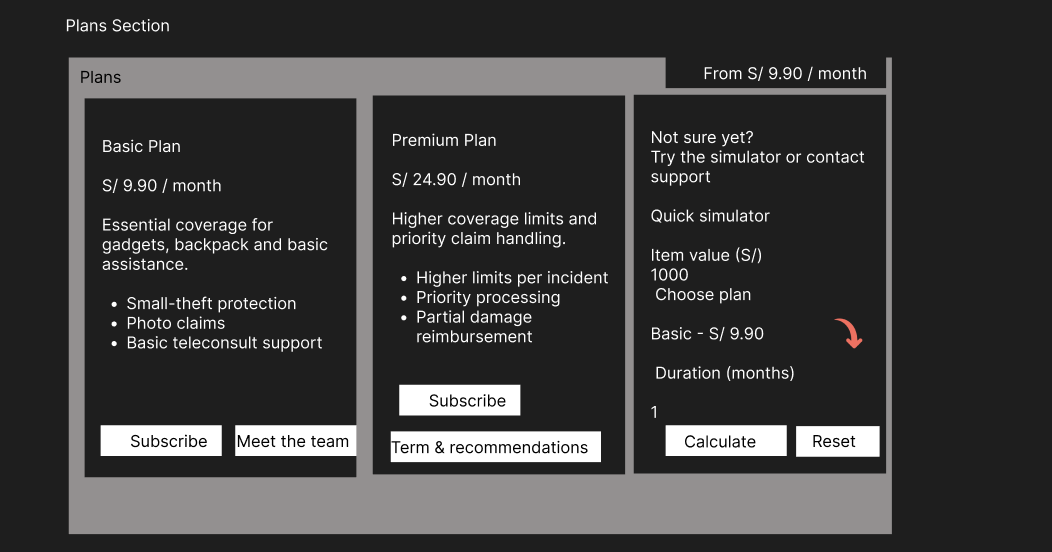 Plans Section
Plans
From S/ 9.90 / month
Basic Plan
S/ 9.90 / month
Essential coverage for
gadgets, backpack and basic
assistance.
• Small-theft protection
• Photo claims
• Basic teleconsult support
Subscribe
Meet the team
Premium Plan
S/ 24.90 / month
Higher coverage limits and
priority claim handling.
• Higher limits per incident
• Priority processing
• Partial damage
reimbursement
Subscribe
Term & recommendations
Not sure yet?
Try the simulator or contact
support
Quick simulator
Item value (S/)
1000
Choose plan
Basic - S/ 9.90
Duration (months)
1
Calculate
Reset